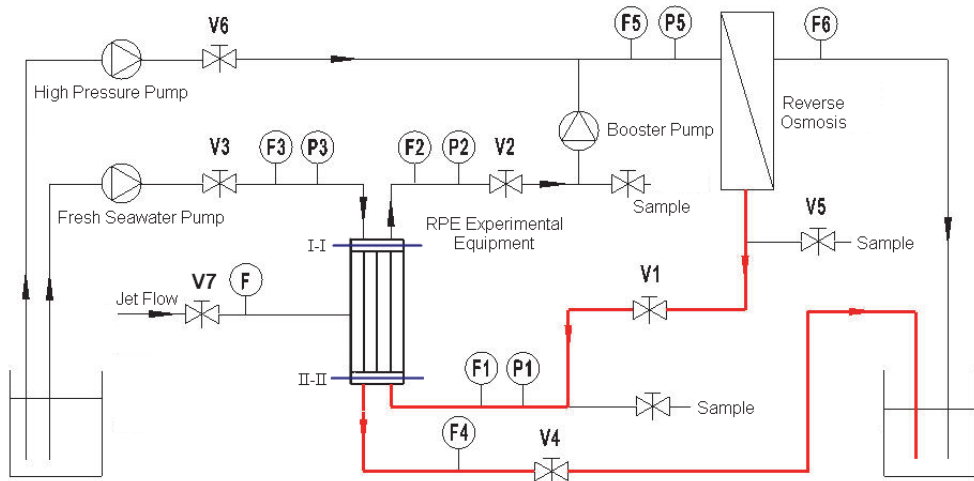 V6
F5 P5 F6
High Pressure Pump
Reverse
Osmosis
Booster Pump
V3 F3 P3 F2 P2 V2
Fresh Seawater Pump
Sample
RPE Experimental
Equipment
V5
Sample
I-I
V7 F
Jet Flow
V1
II-II
F1 P1
Sample
F4 V4